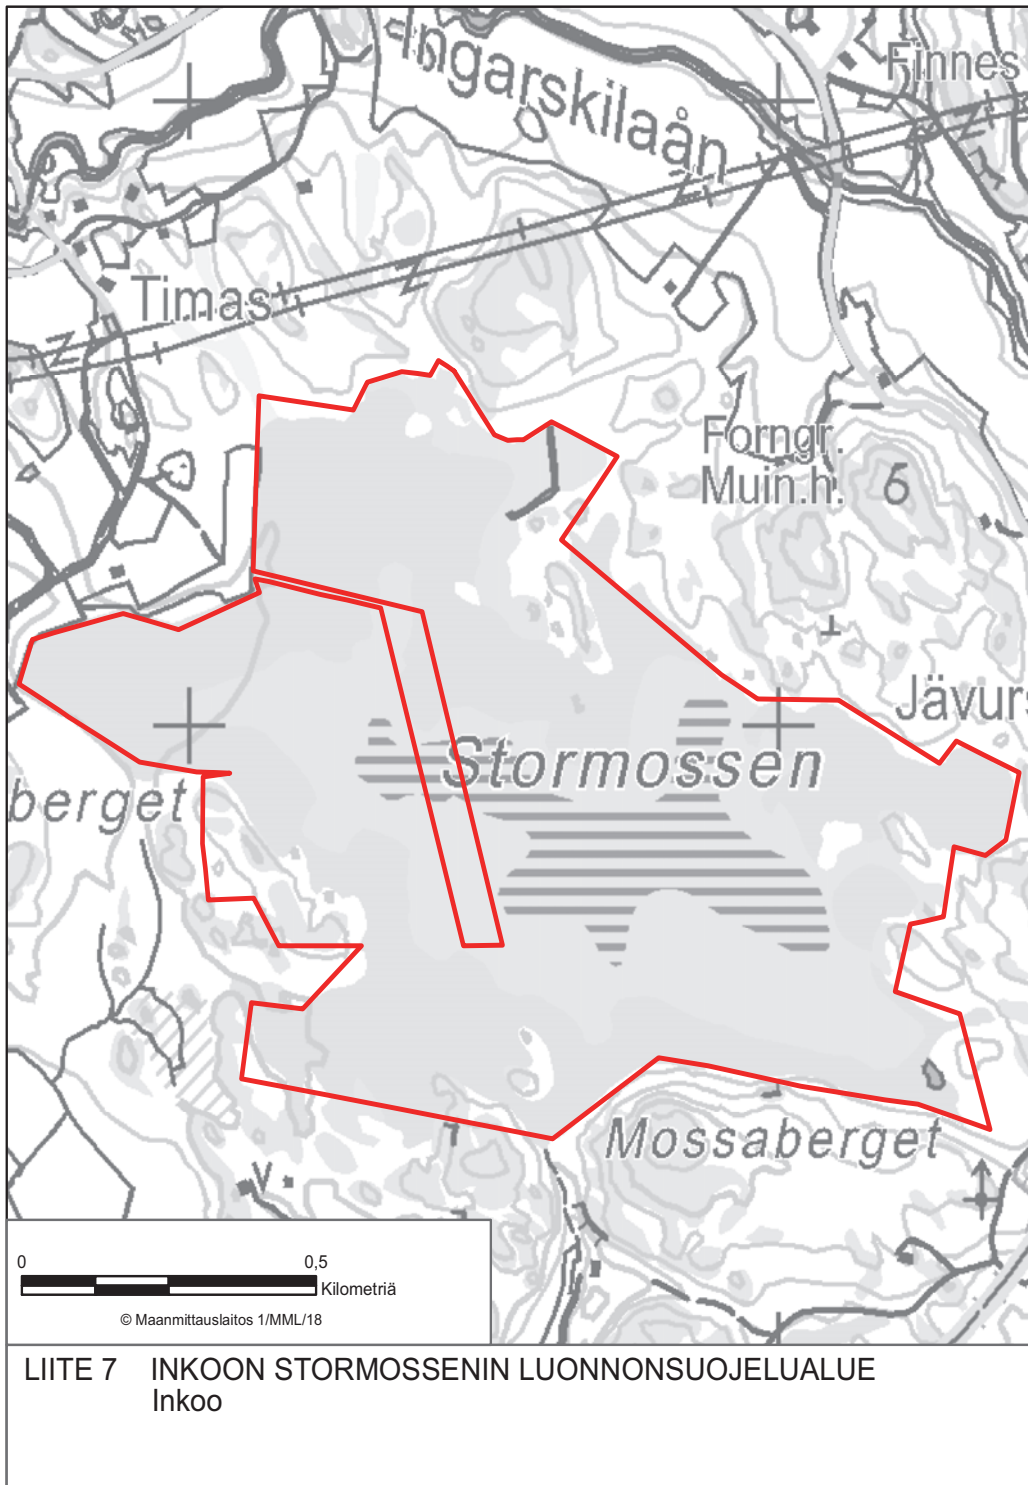 Ingarskilaån
Finnes
Timas
Forngr.
Muin.h. 6
Jävurs
Stormossen
berget
Mossaberget
V
0 0,5
Kilometriä
© Maanmittauslaitos 1/MML/18
LIITE 7 INKOON STORMOSSENIN LUONNONSUOJELUALUE
Inkoo